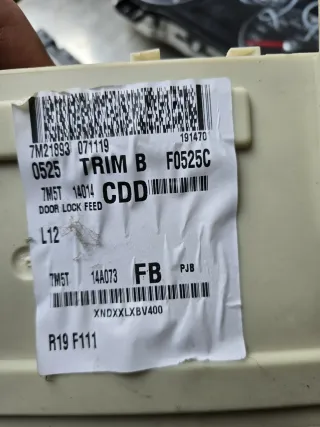 7M21893 071119 191470
0525 TRIM B F0525C
7M5T 14014 CDD
DOOR LOCK FEED
L12
7M5T 14A073 FB PJB
XNDXXLXBV400
R19 F111